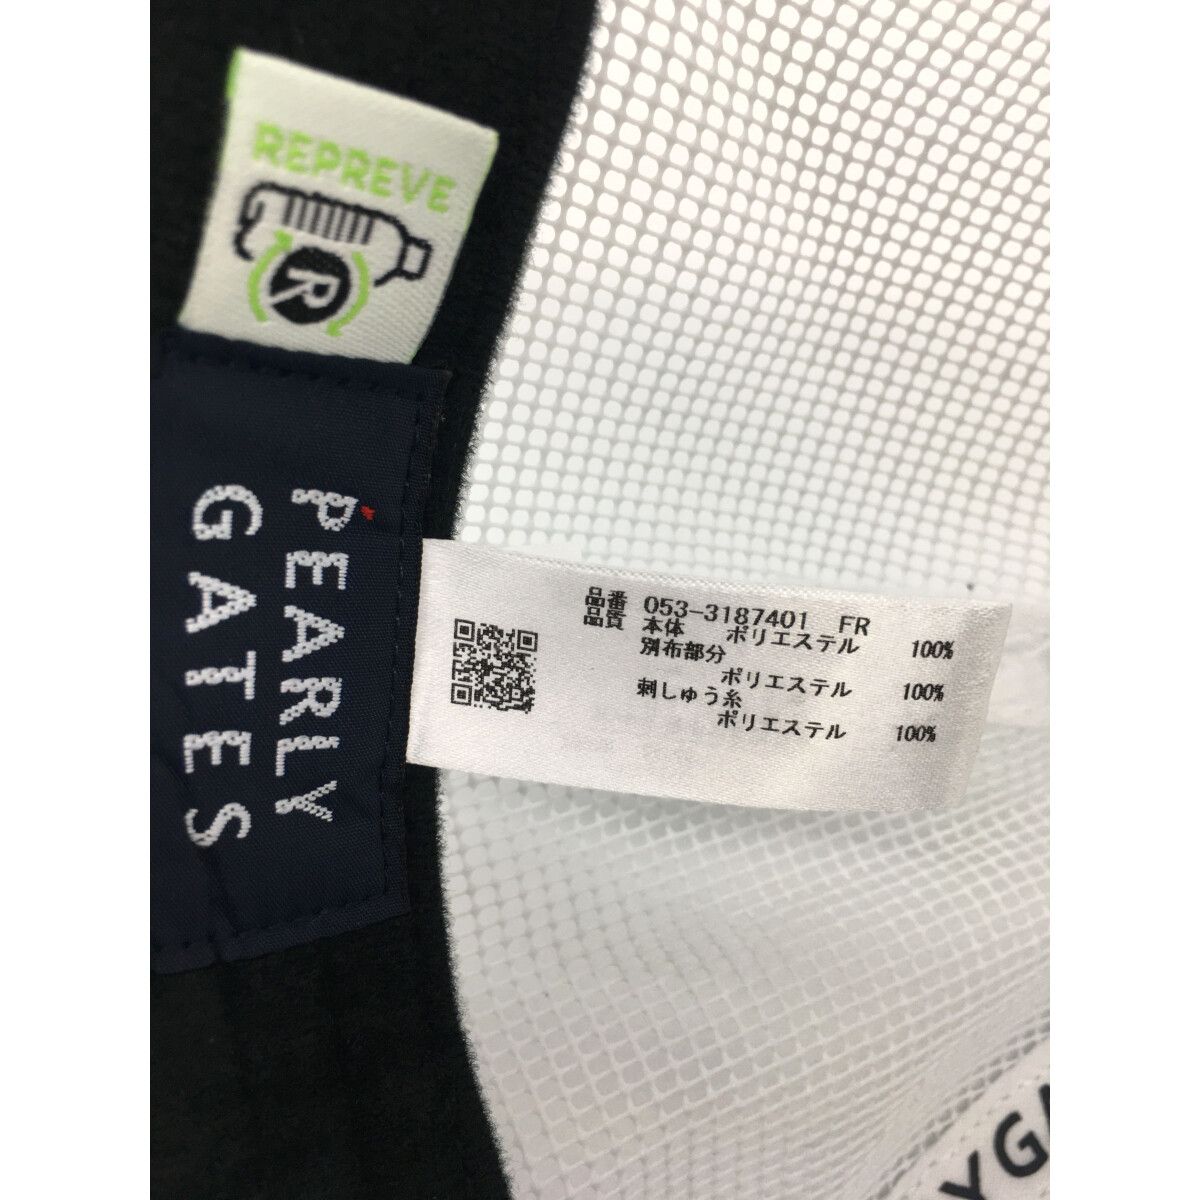 REPREVE
R
PEARLY
GATES
品番 053-3187401 FR
品質 本体 ポリエステル 100%
別布部分
ポリエステル 100%
刺しゅう糸
ポリエステル 100%
YGA